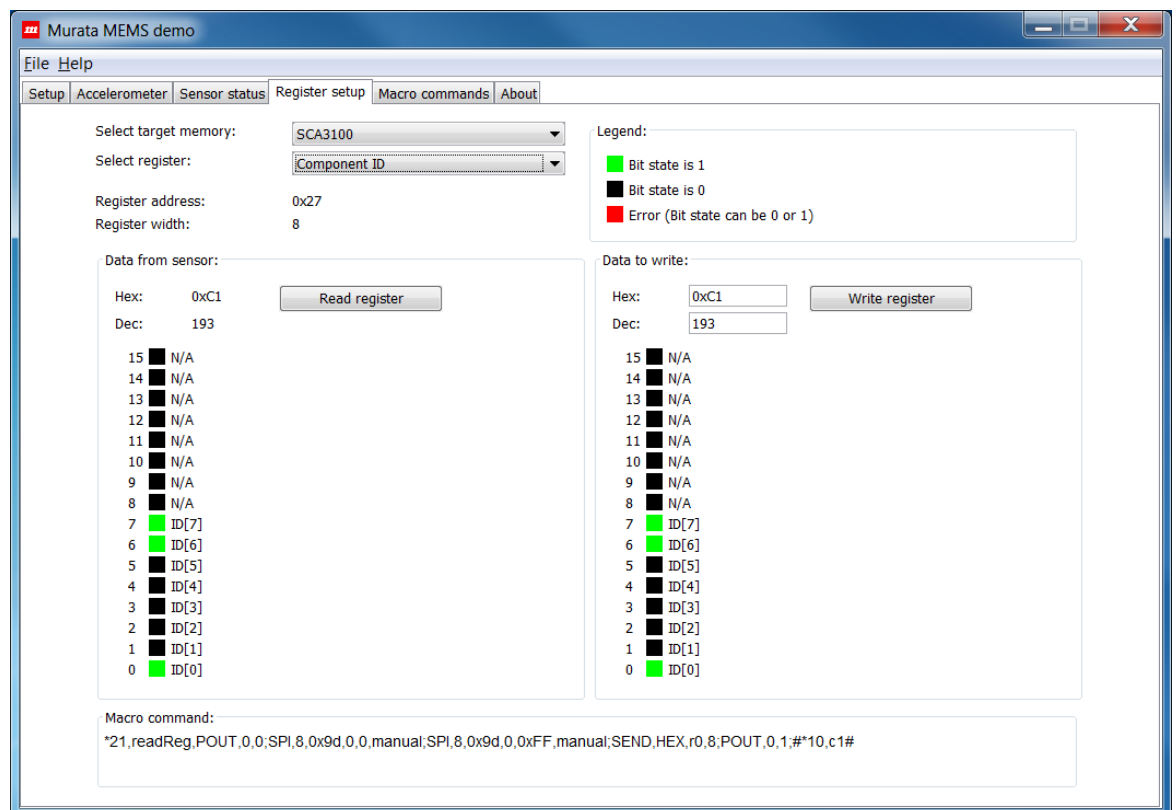 Murata MEMS demo
File Help
Setup Accelerometer Sensor status Register setup Macro commands About
Select target memory: SCA3100
Select register: Component ID
Register address: 0x27
Register width: 8
Legend:
Bit state is 1
Bit state is 0
Error (Bit state can be 0 or 1)
Data from sensor:
Hex: 0xC1 Read register
Dec: 193
15 N/A
14 N/A
13 N/A
12 N/A
11 N/A
10 N/A
9 N/A
8 N/A
7 ID[7]
6 ID[6]
5 ID[5]
4 ID[4]
3 ID[3]
2 ID[2]
1 ID[1]
0 ID[0]
Data to write:
Hex: 0xC1 Write register
Dec: 193
15 N/A
14 N/A
13 N/A
12 N/A
11 N/A
10 N/A
9 N/A
8 N/A
7 ID[7]
6 ID[6]
5 ID[5]
4 ID[4]
3 ID[3]
2 ID[2]
1 ID[1]
0 ID[0]
Macro command:
*21,readReg,POUT,0,0;SPI,8,0x9d,0,0,manual;SPI,8,0x9d,0,0xFF,manual;SEND,HEX,r0,8;POUT,0,1;#*10,c1#